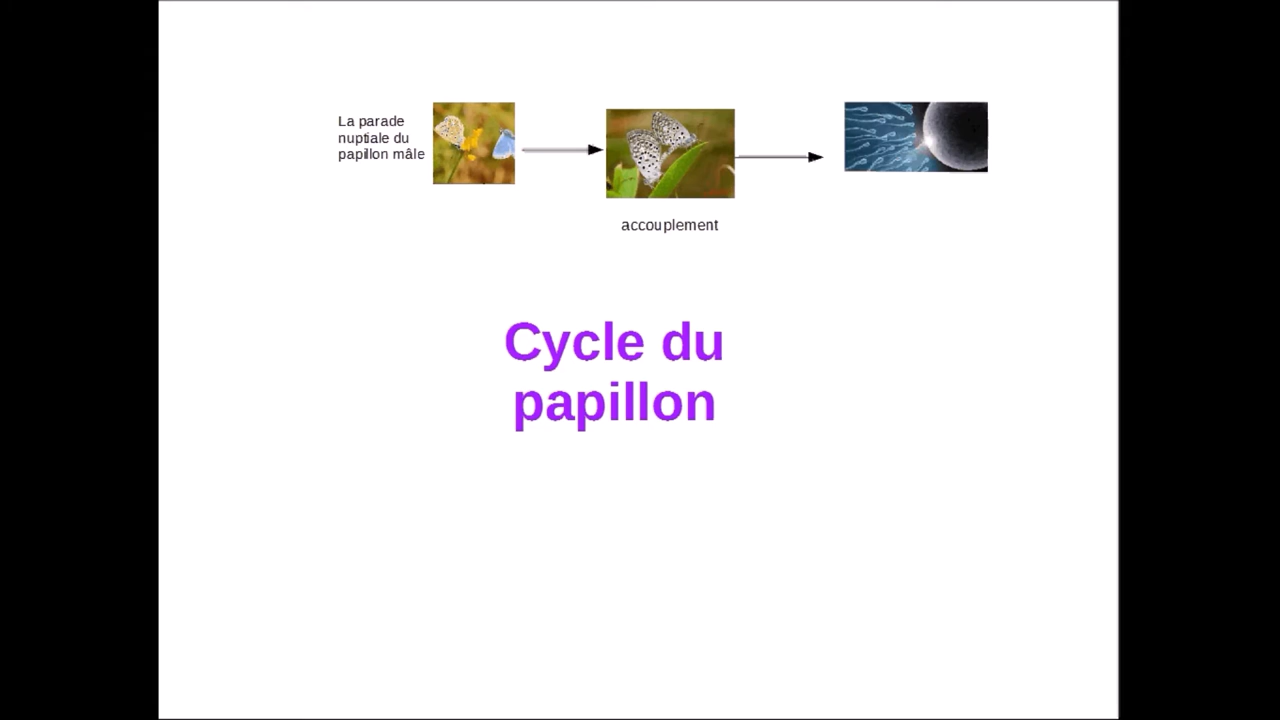 La parade
nuptiale du
papillon mâle
accouplement
Cycle du
papillon